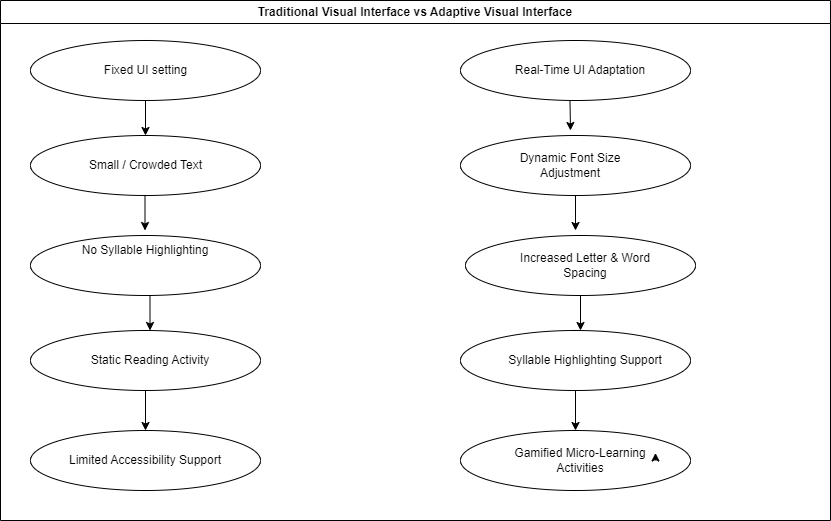 Traditional Visual Interface vs Adaptive Visual Interface
Fixed UI setting
Small / Crowded Text
No Syllable Highlighting
Static Reading Activity
Limited Accessibility Support
Real-Time UI Adaptation
Dynamic Font Size
Adjustment
Increased Letter & Word
Spacing
Syllable Highlighting Support
Gamified Micro-Learning
Activities